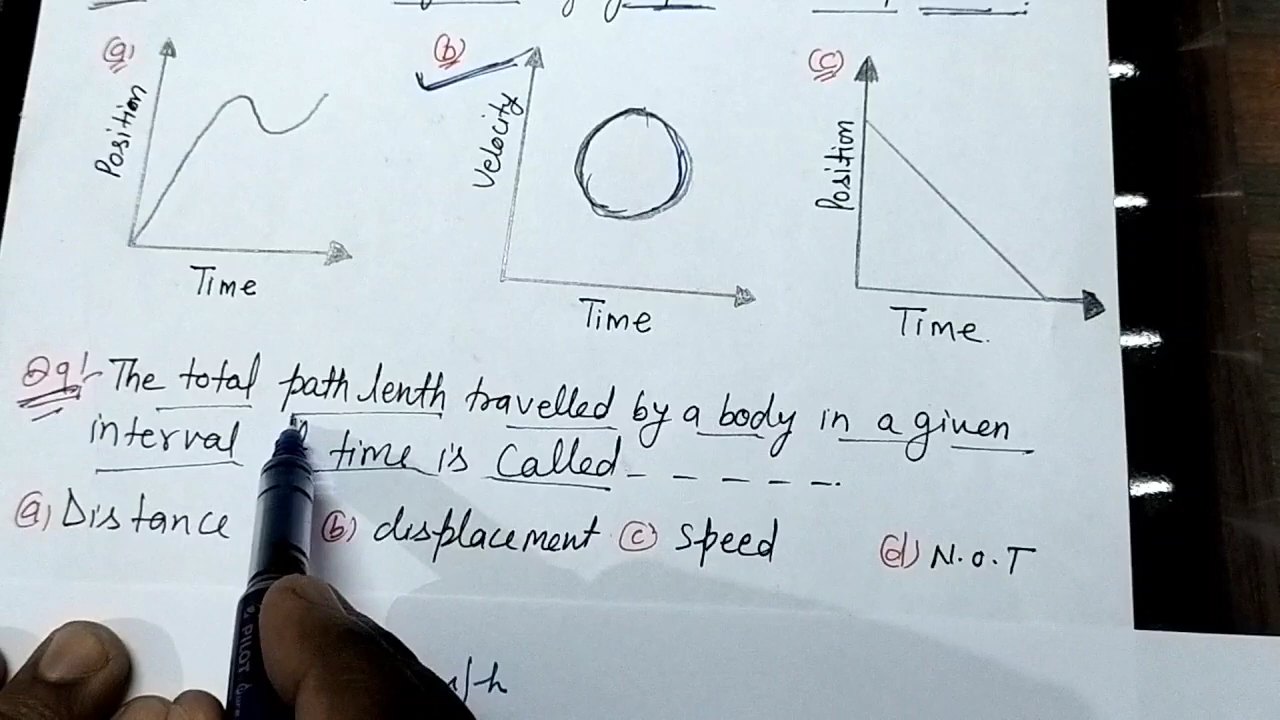 (a)
Position
Time
(b)
Velocity
Time
(c)
Position
Time.
Q9!- The total path lenth travelled by a body in a given
interval time is called - - - - -.
(a) Distance (b) displacement (c) speed (d) N.O.T
/h
PILOT